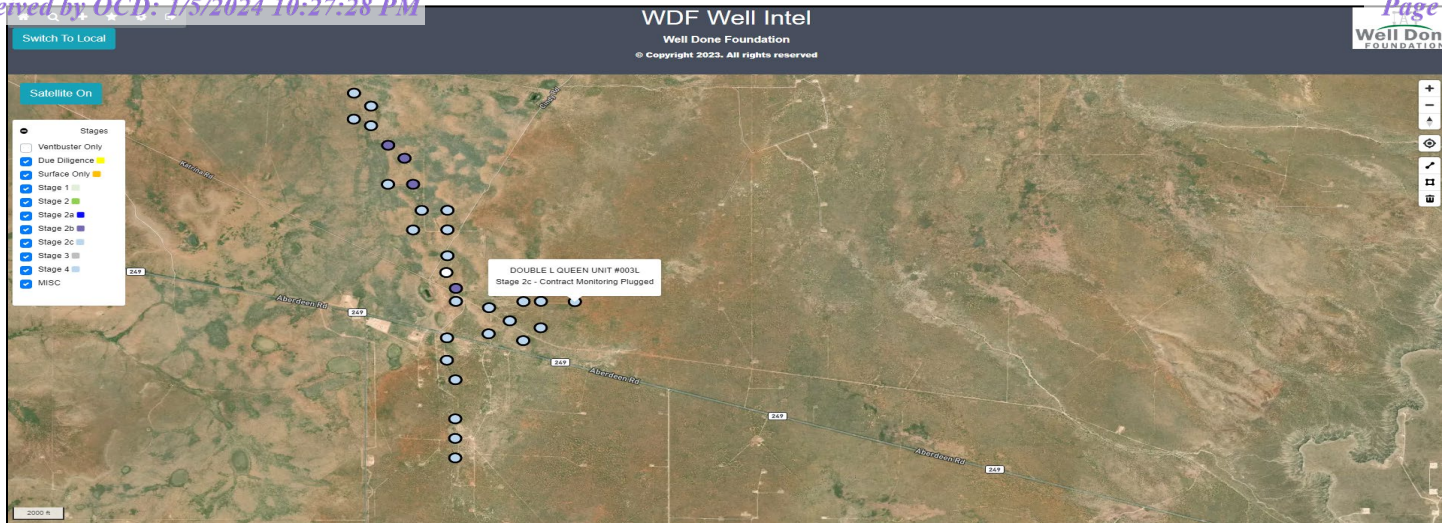 eived by OCD: 1/5/2024 10:27:28 PM
Page
WDF Well Intel
Well Done Foundation
© Copyright 2023. All rights reserved
Switch To Local
Well Don
FOUNDATION
Satellite On
Stages
Ventbuster Only
Due Diligence
Surface Only
Stage 1
Stage 2
Stage 2a
Stage 2b
Stage 2c
Stage 3
Stage 4
MISC
Katrina Rd
249
Aberdeen Rd
249
DOUBLE L QUEEN UNIT #003L
Stage 2c - Contract Monitoring Plugged
249
Aberdeen Rd
249
Aberdeen Rd
249
2000 ft